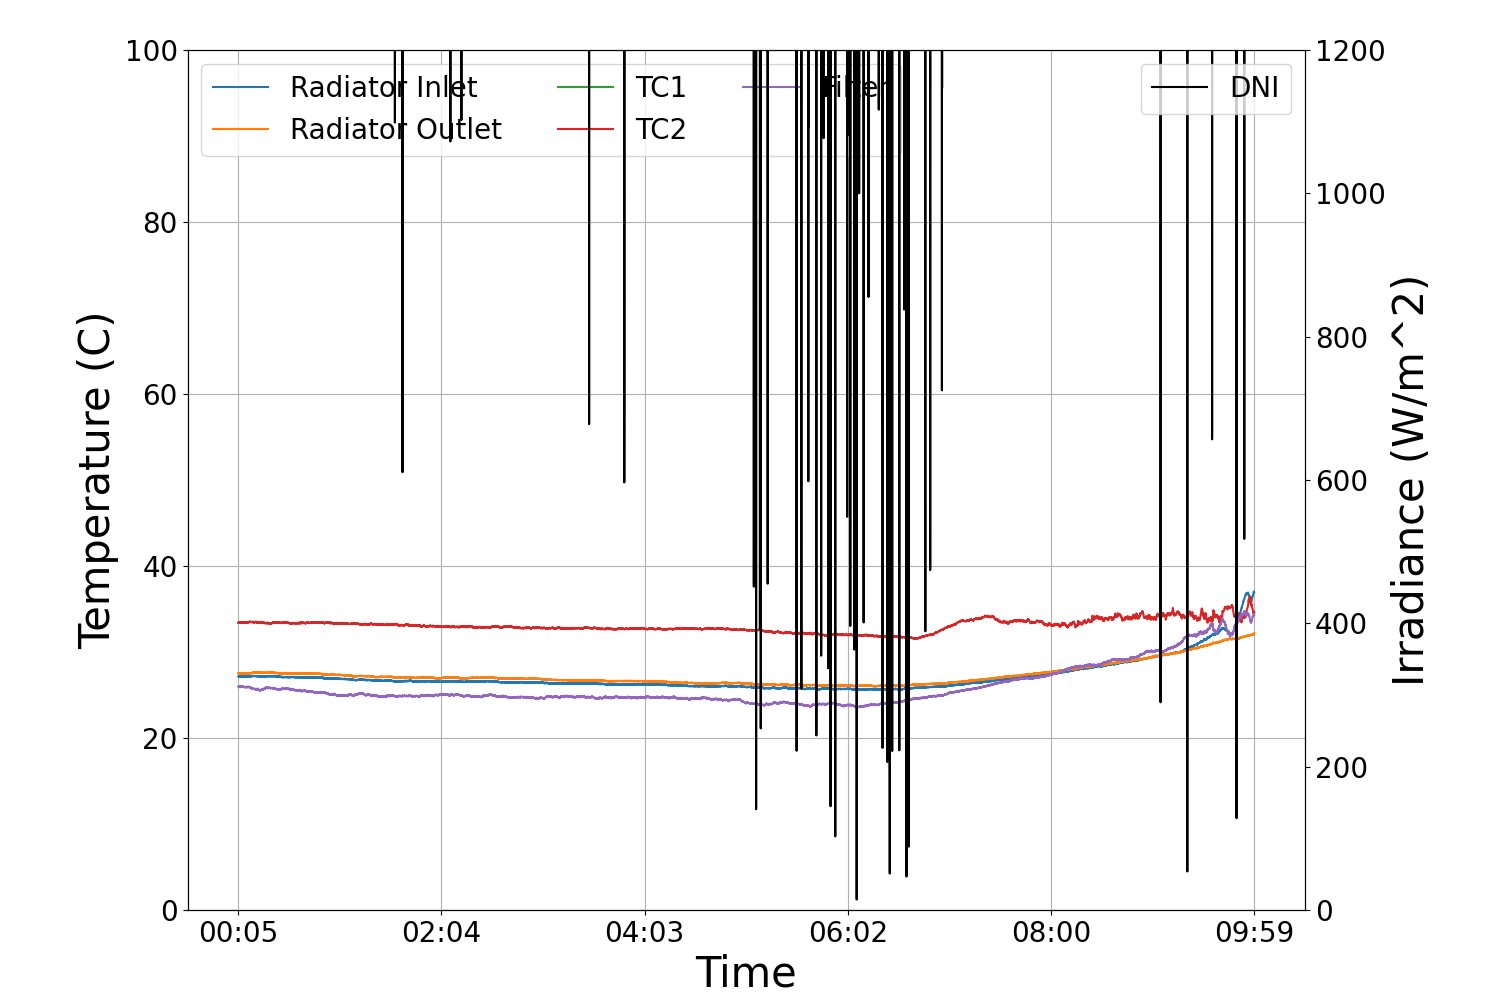 Temperature (C)
100
80
60
40
20
0
Radiator Inlet
Radiator Outlet
TC1
TC2
Filter
DNI
1200
1000
800
600
400
200
0
Irradiance (W/m^2)
00:05 02:04 04:03 06:02 08:00 09:59
Time